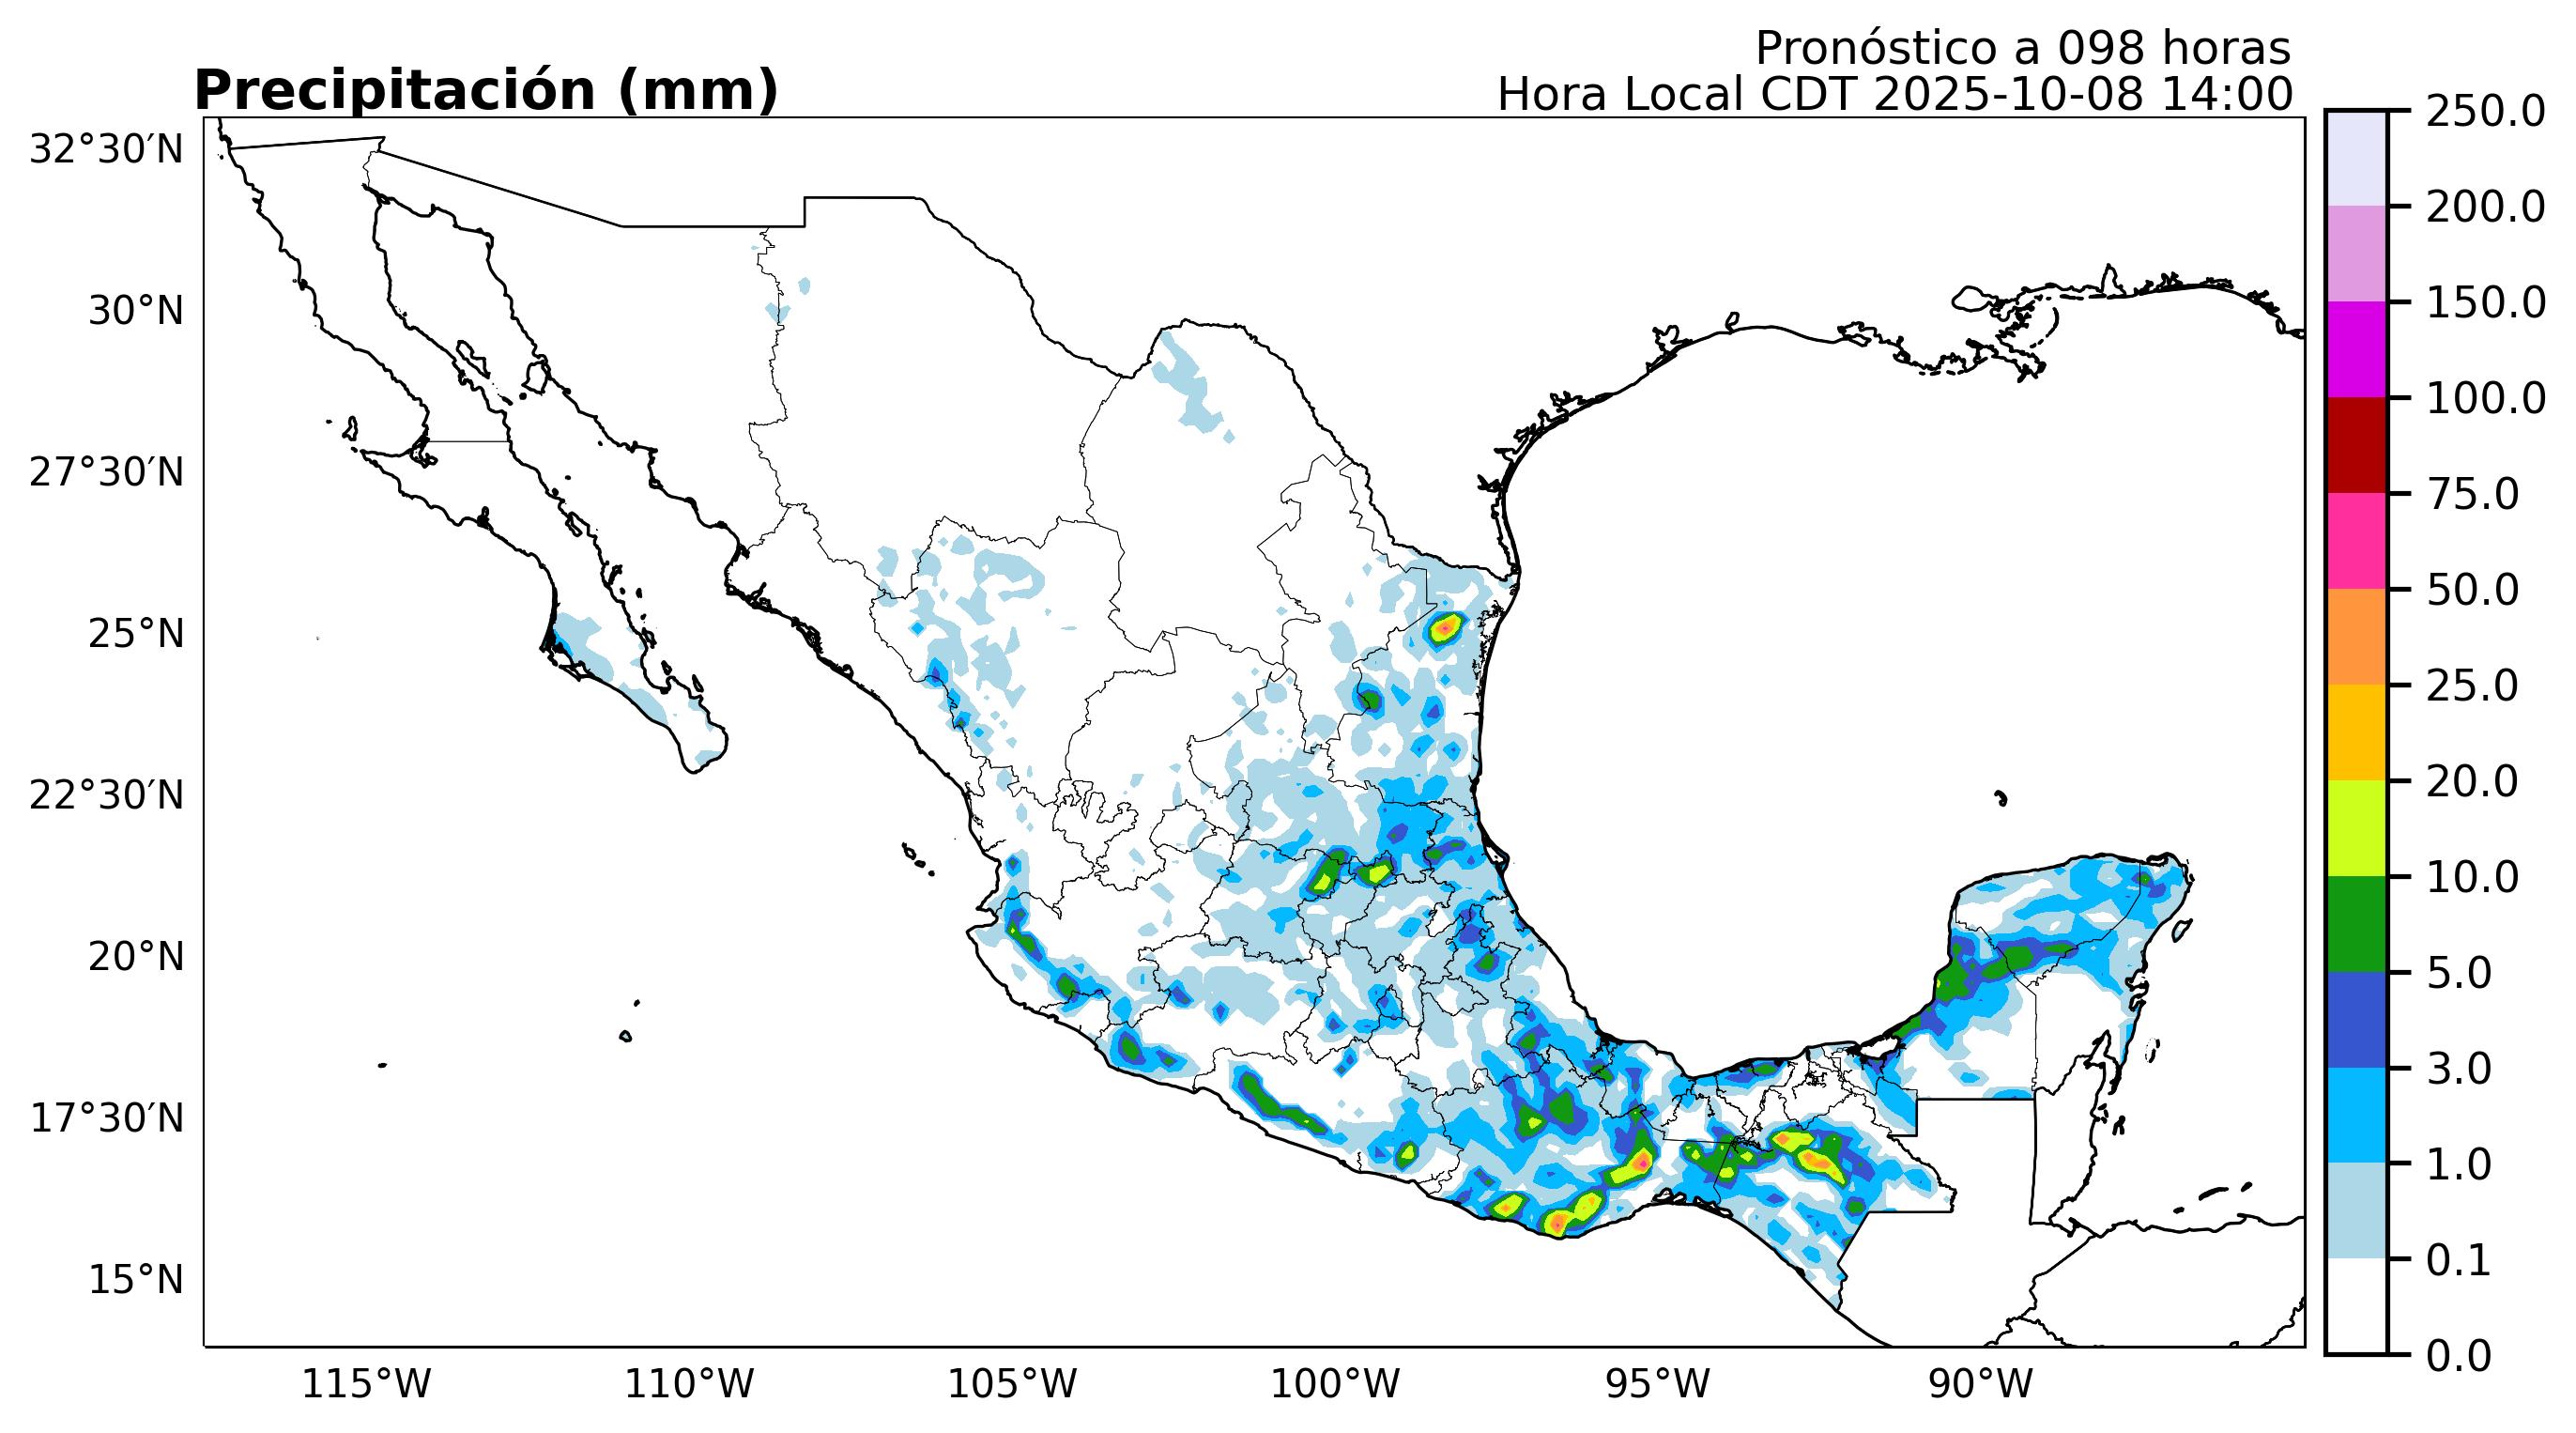 Pronóstico a 098 horas
Precipitación (mm)
Hora Local CDT 2025-10-08 14:00
32°30′N
30°N
27°30′N
25°N
22°30′N
20°N
17°30′N
15°N
115°W
110°W
105°W
100°W
95°W
90°W
250.0
200.0
150.0
100.0
75.0
50.0
25.0
20.0
10.0
5.0
3.0
1.0
0.1
0.0